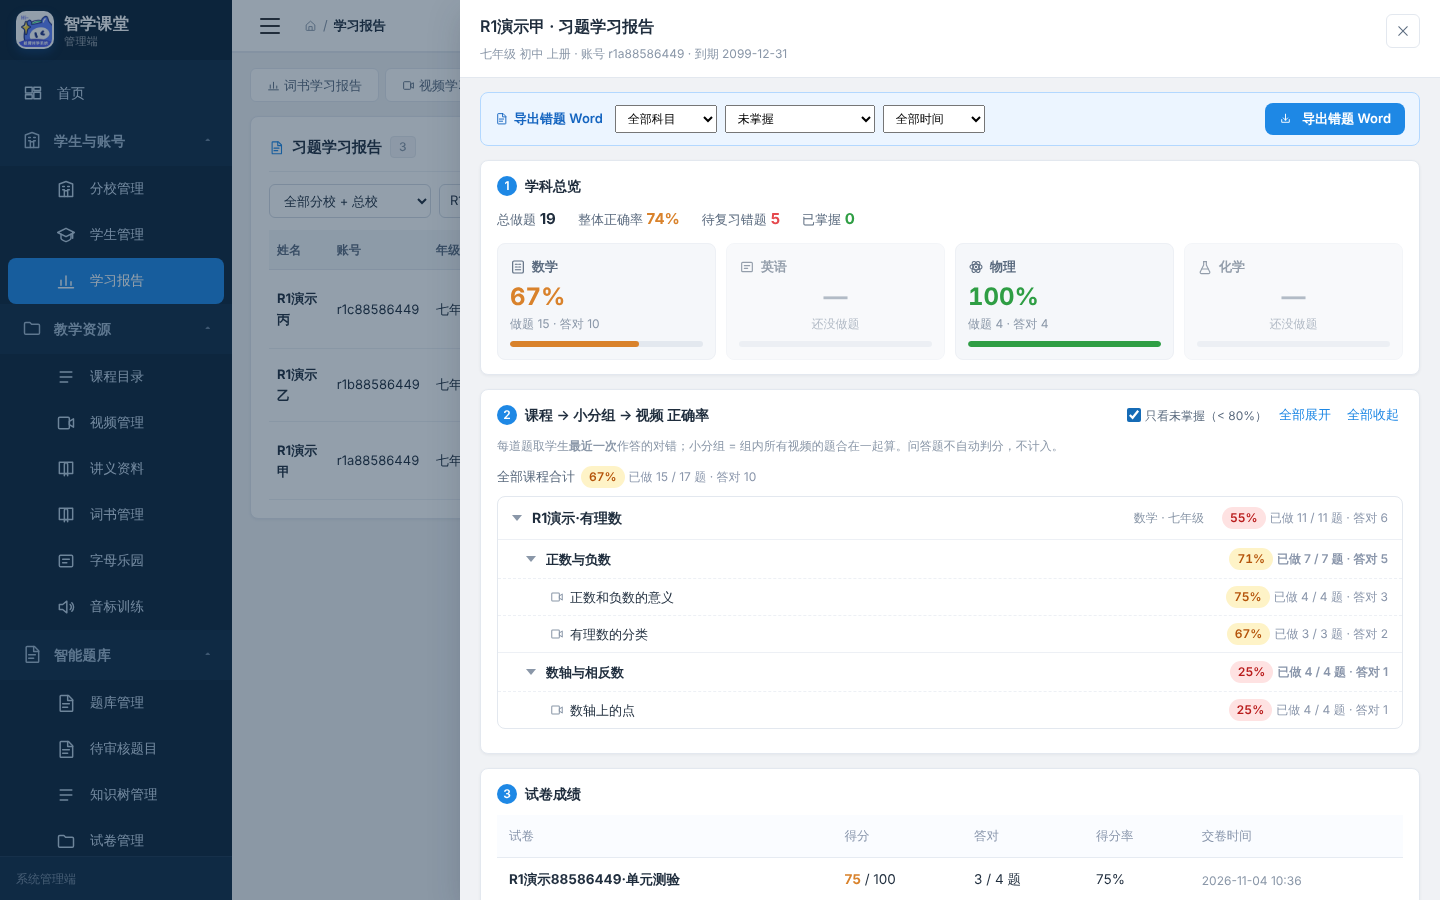 智学课堂
管理端
首页
学生与账号
分校管理
学生管理
学习报告
教学资源
课程目录
视频管理
讲义资料
词书管理
字母乐园
音标训练
智能题库
题库管理
待审核题目
知识树管理
试卷管理
系统管理端
/ 学习报告
词书学习报告
视频学
习题学习报告 3
全部分校 + 总校
R1
姓名 账号 年级
R1演示丙 r1c88586449 七年
R1演示乙 r1b88586449 七年
R1演示甲 r1a88586449 七年
R1演示甲 · 习题学习报告
七年级 初中 上册 · 账号 r1a88586449 · 到期 2099-12-31
导出错题 Word 全部科目 未掌握 全部时间 导出错题 Word
1 学科总览
总做题 19 整体正确率 74% 待复习错题 5 已掌握 0
数学
67%
做题 15 · 答对 10
英语
—
还没做题
物理
100%
做题 4 · 答对 4
化学
—
还没做题
2 课程 → 小分组 → 视频 正确率 只看未掌握（< 80%） 全部展开 全部收起
每道题取学生最近一次作答的对错；小分组 = 组内所有视频的题合在一起算。问答题不自动判分，不计入。
全部课程合计 67% 已做 15 / 17 题 · 答对 10
R1演示·有理数 数学 · 七年级 55% 已做 11 / 11 题 · 答对 6
正数与负数 71% 已做 7 / 7 题 · 答对 5
正数和负数的意义 75% 已做 4 / 4 题 · 答对 3
有理数的分类 67% 已做 3 / 3 题 · 答对 2
数轴与相反数 25% 已做 4 / 4 题 · 答对 1
数轴上的点 25% 已做 4 / 4 题 · 答对 1
3 试卷成绩
试卷 得分 答对 得分率 交卷时间
R1演示88586449·单元测验 75 / 100 3 / 4 题 75% 2026-11-04 10:36